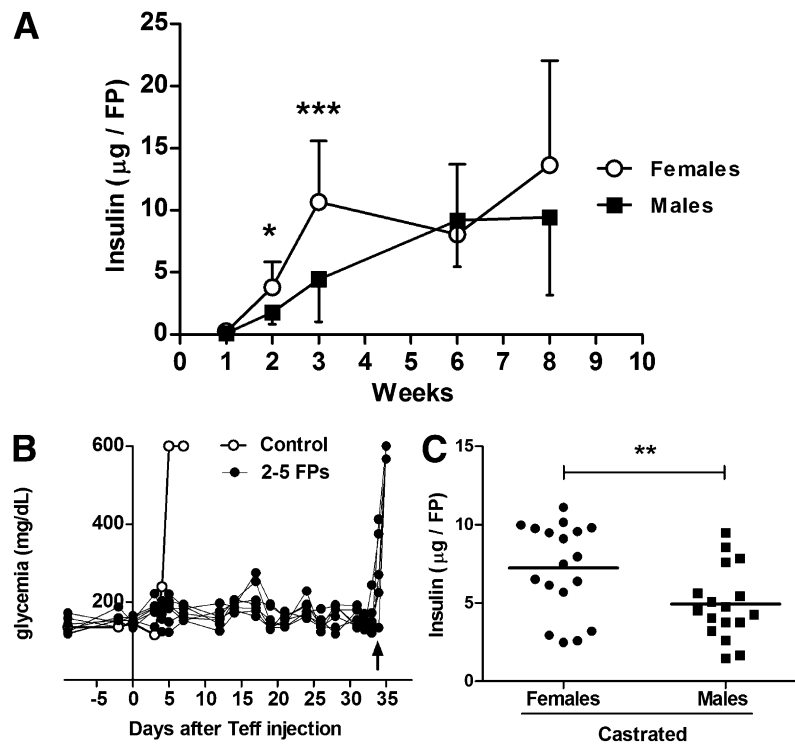 A
Insulin (μg / FP)
25
20
15
10
5
0
***
*
Females
Males
0 1 2 3 4 5 6 7 8 9 10
Weeks
B
glycemia (mg/dL)
600
400
200
Control
2-5 FPs
-5 0 5 10 15 20 25 30 35
Days after Teff injection
C
Insulin (μg / FP)
15
10
5
0
**
Females Males
Castrated